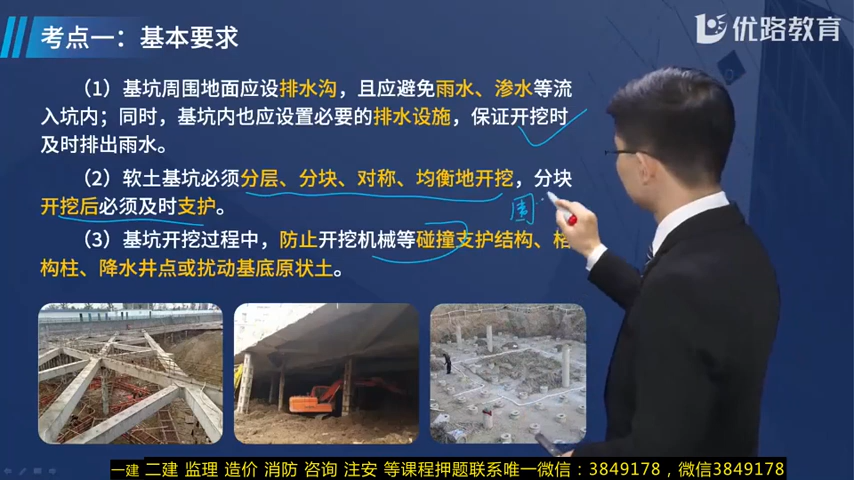 考点一：基本要求
优路教育
（1）基坑周围地面应设排水沟，且应避免雨水、渗水等流
入坑内；同时，基坑内也应设置必要的排水设施，保证开挖时
及时排出雨水。
（2）软土基坑必须分层、分块、对称、均衡地开挖，分块
开挖后必须及时支护。
围
（3）基坑开挖过程中，防止开挖机械等碰撞支护结构、格
构柱、降水井点或扰动基底原状土。
一建 二建 监理 造价 消防 咨询 注安 等课程押题联系唯一微信：3849178，微信3849178